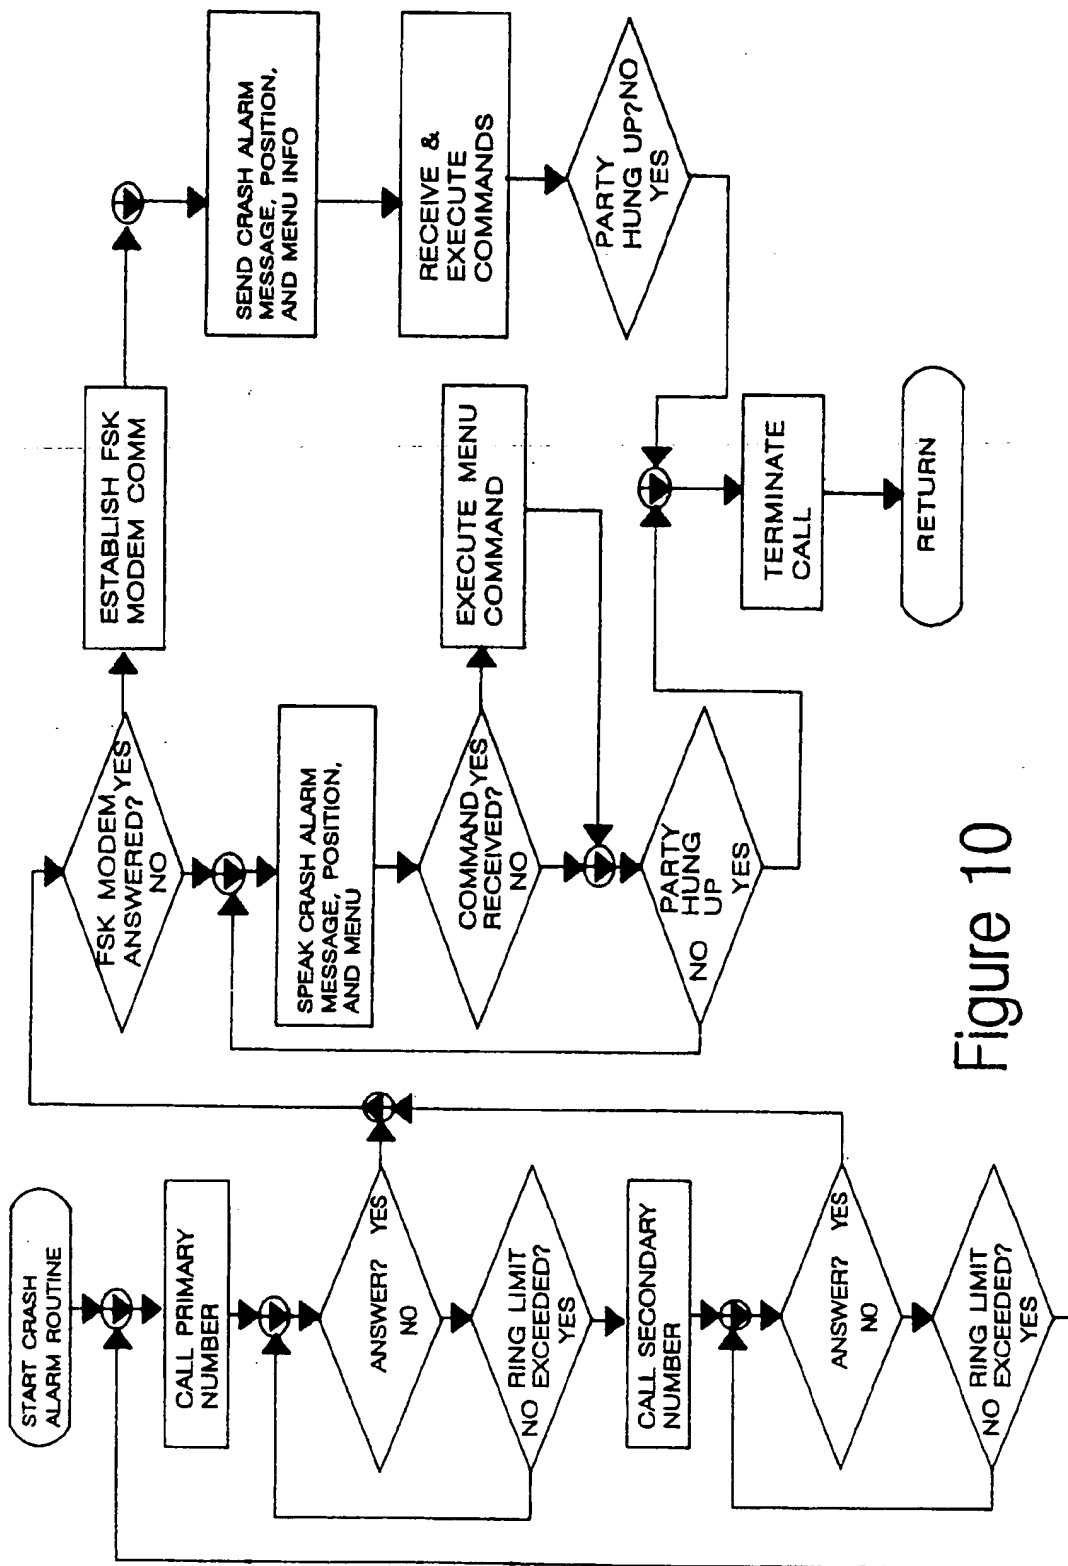 START CRASH
ALARM ROUTINE
CALL PRIMARY
NUMBER
ANSWER? YES
NO
RING LIMIT
NO EXCEEDED?
YES
CALL SECONDARY
NUMBER
ANSWER? YES
NO
RING LIMIT
NO EXCEEDED?
YES
FSK MODEM
ANSWERED? YES
NO
SPEAK CRASH ALARM
MESSAGE, POSITION,
AND MENU
COMMAND YES
RECEIVED?
NO
PARTY
HUNG
NO UP
YES
ESTABLISH FSK
MODEM COMM
EXECUTE MENU
COMMAND
TERMINATE
CALL
RETURN
SEND CRASH ALARM
MESSAGE, POSITION,
AND MENU INFO
RECEIVE &
EXECUTE
COMMANDS
PARTY
HUNG UP?NO
YES
Figure 10